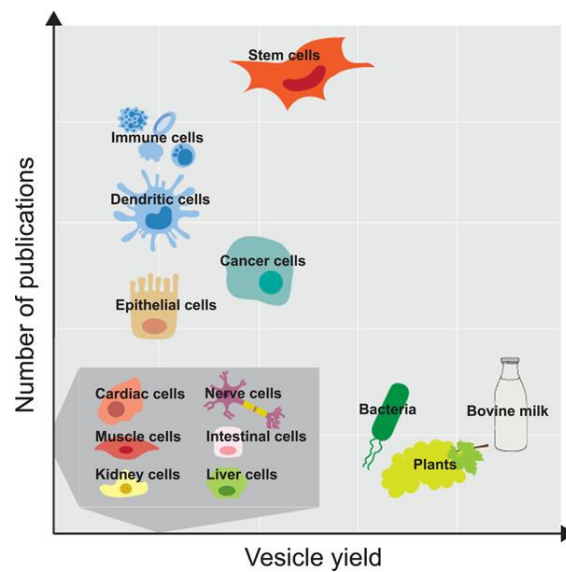 Stem cells
Immune cells
Dendritic cells
Cancer cells
Epithelial cells
Cardiac cells
Nerve cells
Bacteria
Bovine milk
Muscle cells
Intestinal cells
Kidney cells
Liver cells
Plants
Number of publications
Vesicle yield